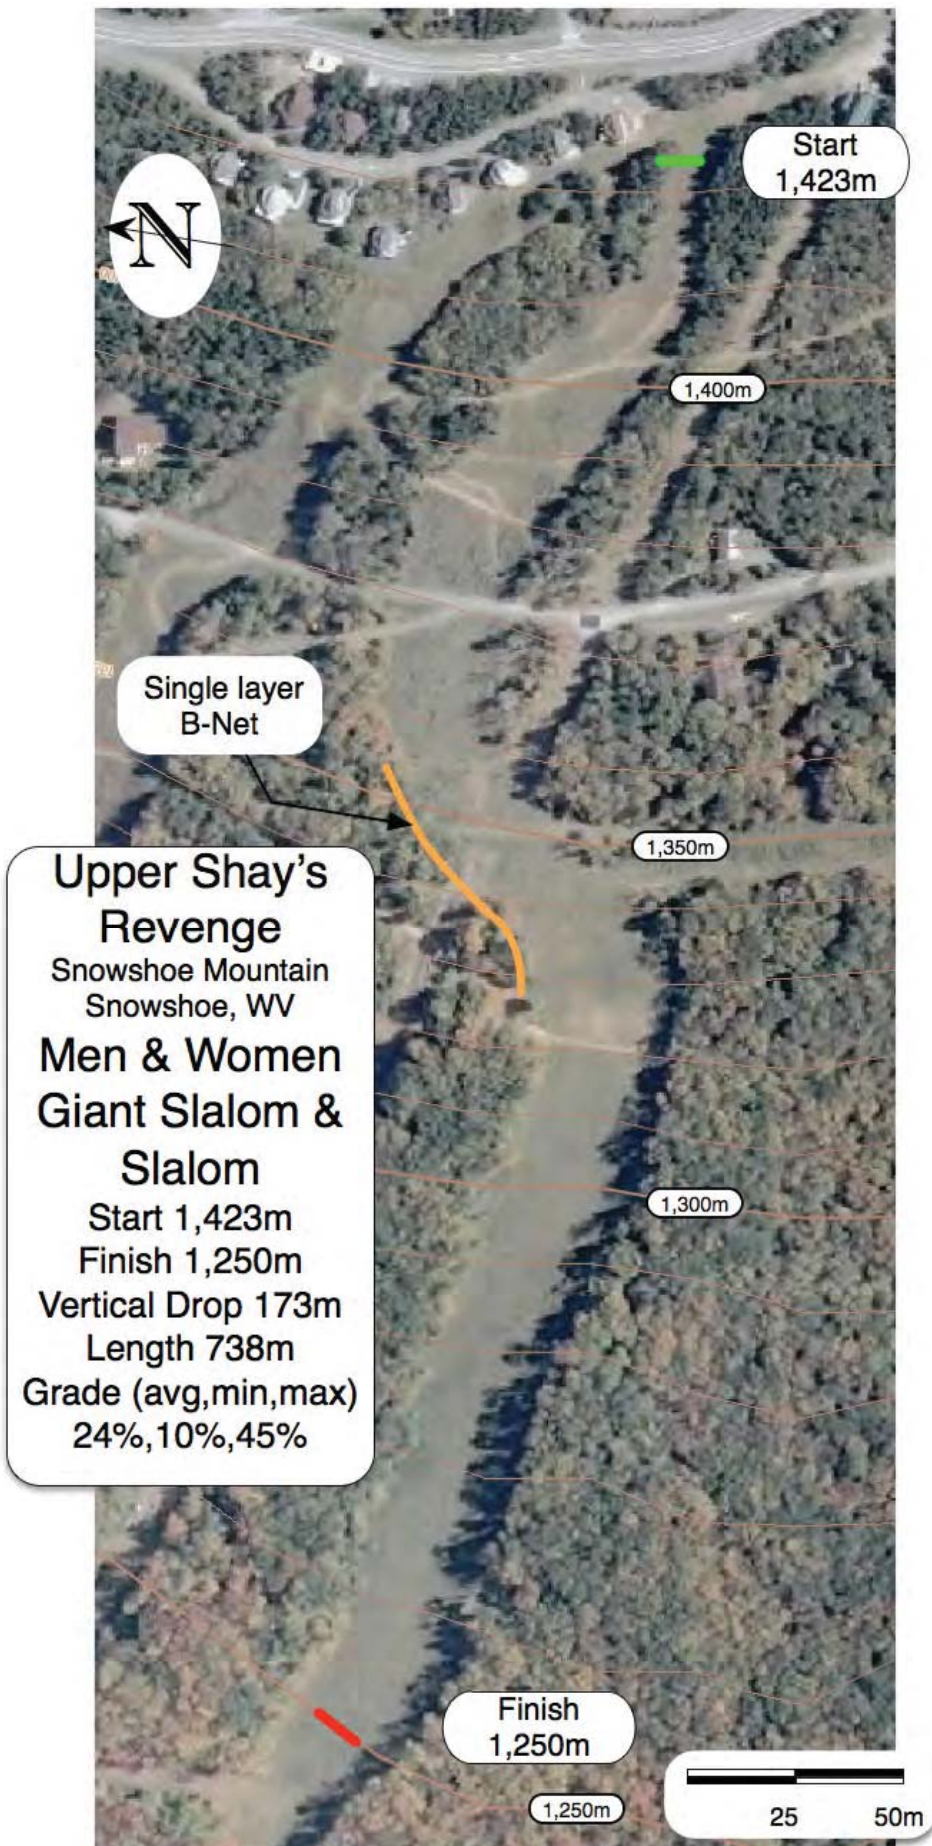 Start
1,423m
N
1,400m
Single layer
B-Net
1,350m
Upper Shay's
Revenge
Snowshoe Mountain
Snowshoe, WV
Men & Women
Giant Slalom &
Slalom
Start 1,423m
Finish 1,250m
Vertical Drop 173m
Length 738m
Grade (avg,min,max)
24%,10%,45%
1,300m
Finish
1,250m
1,250m
25 50m